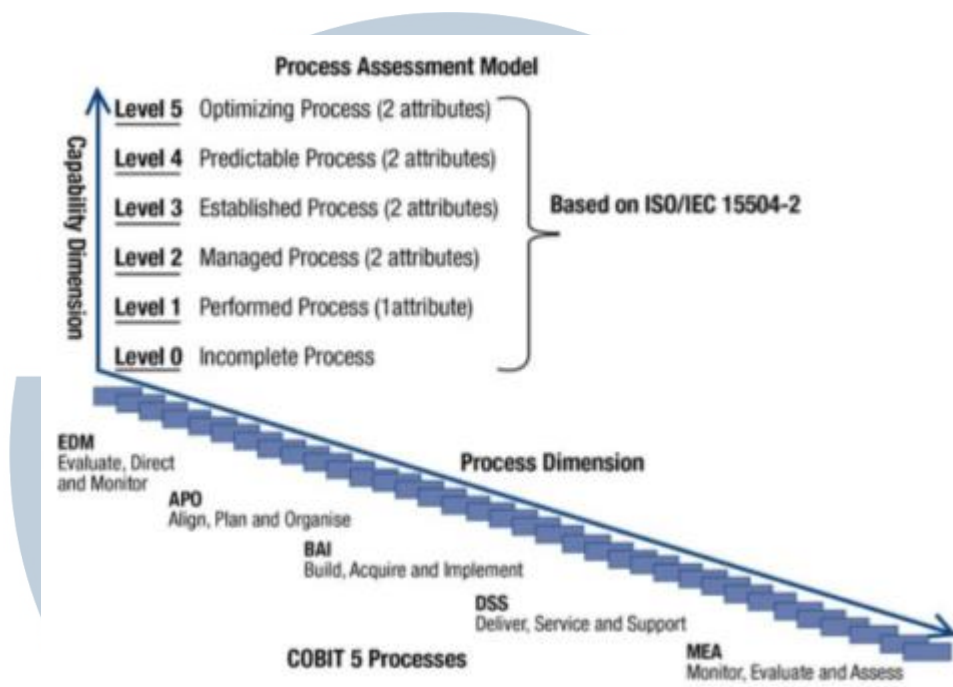 Process Assessment Model
Level 5 Optimizing Process (2 attributes)
Level 4 Predictable Process (2 attributes)
Level 3 Established Process (2 attributes)
Level 2 Managed Process (2 attributes)
Level 1 Performed Process (1attribute)
Level 0 Incomplete Process
Capability Dimension
Based on ISO/IEC 15504-2
Process Dimension
EDM
Evaluate, Direct
and Monitor
APO
Align, Plan and Organise
BAI
Build, Acquire and Implement
DSS
Deliver, Service and Support
MEA
Monitor, Evaluate and Assess
COBIT 5 Processes